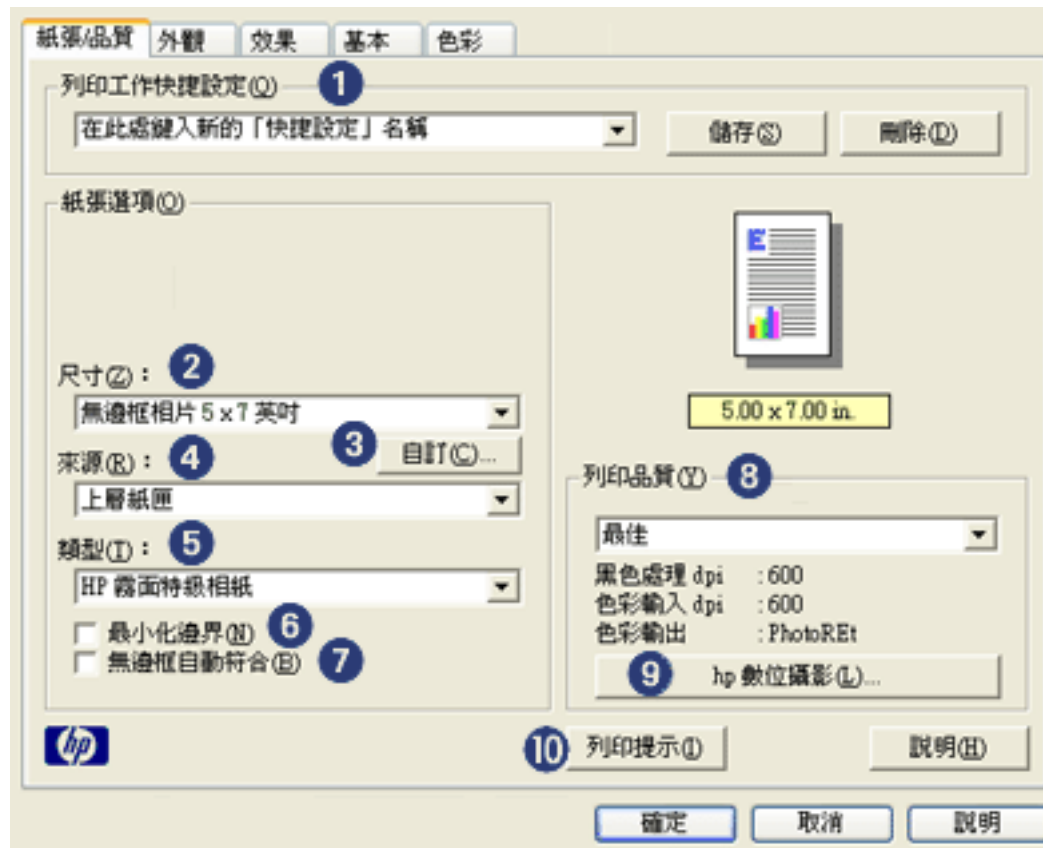 紙張/品質 外觀 效果 基本 色彩
列印工作快捷設定(Q) 1
在此處鍵入新的「快捷設定」名稱 儲存(S) 刪除(D)
紙張選項(O)
E
尺寸(Z)： 2
無邊框相片 5 x 7 英吋
5.00 x 7.00 in.
3 自訂(C)...
來源(R)： 4
上層紙匣
列印品質(Y) 8
最佳
類型(T)： 5
HP 霧面特級相紙
黑色處理 dpi :600
色彩輸入 dpi :600
色彩輸出 :PhotoREt
最小化邊界(N) 6
無邊框自動符合(B) 7
9 hp 數位攝影(L)...
hp
10 列印提示(I) 說明(H)
確定 取消 說明